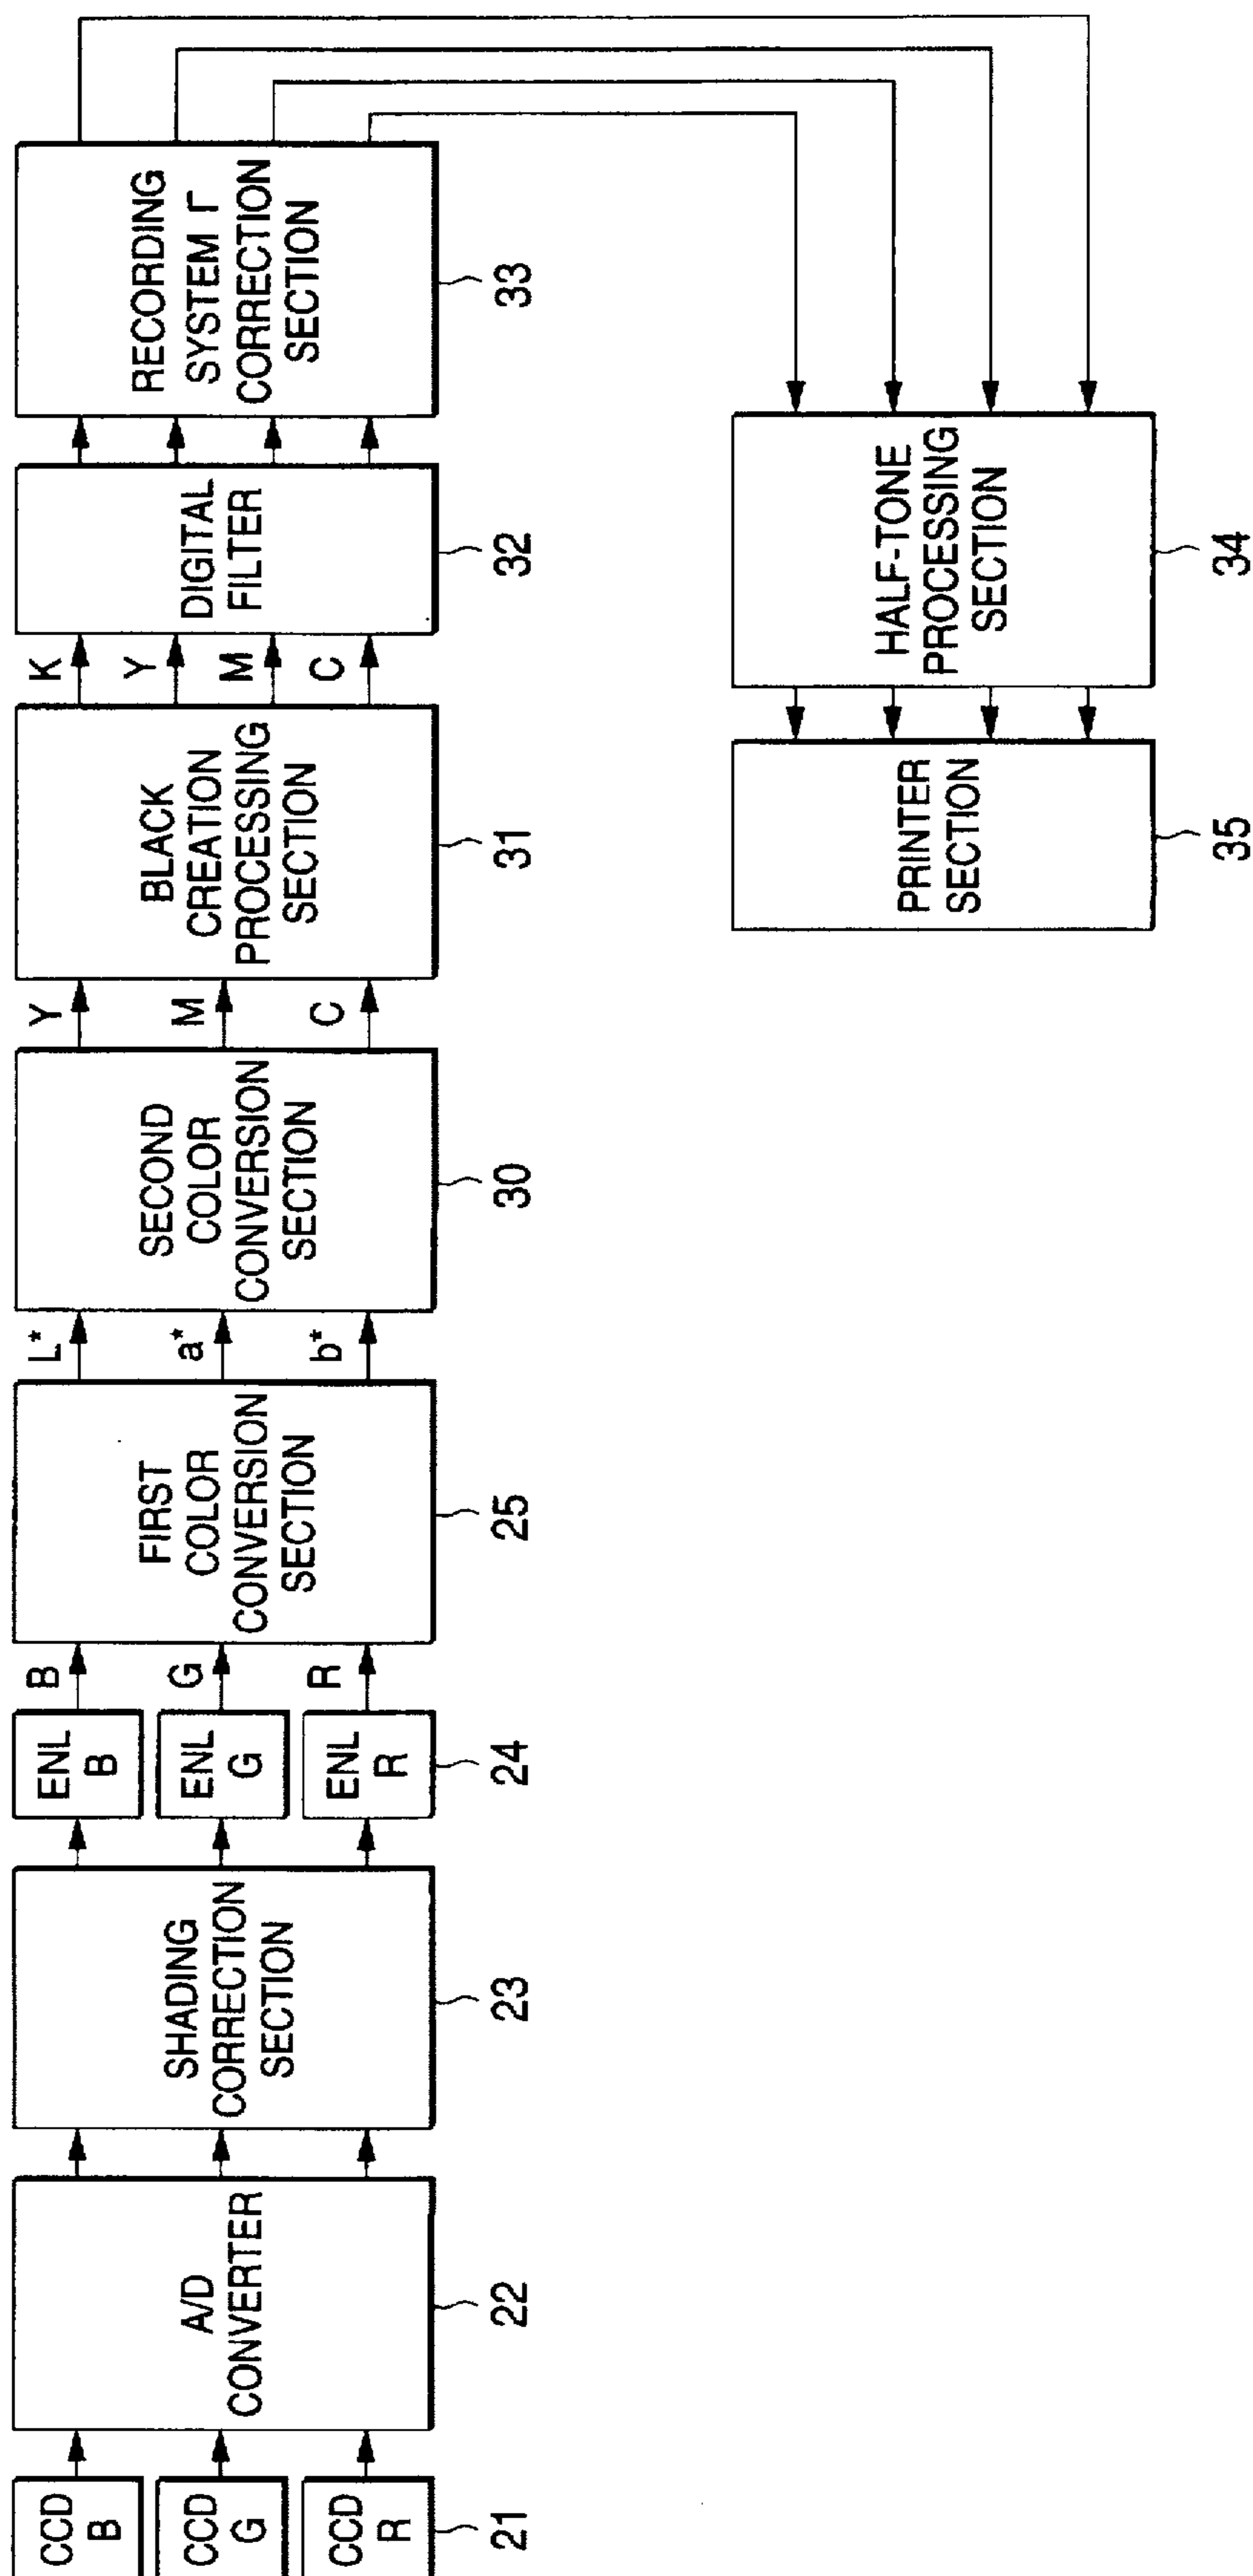 CCD
B
CCD
G
CCD
R
21
A/D
CONVERTER
22
SHADING
CORRECTION
SECTION
23
ENL
B
ENL
G
ENL
R
24
B
G
R
FIRST
COLOR
CONVERSION
SECTION
25
L*
a*
b*
SECOND
COLOR
CONVERSION
SECTION
30
Y
M
C
BLACK
CREATION
PROCESSING
SECTION
31
K
Y
M
C
DIGITAL
FILTER
32
RECORDING
SYSTEM Γ
CORRECTION
SECTION
33
PRINTER
SECTION
35
HALF-TONE
PROCESSING
SECTION
34